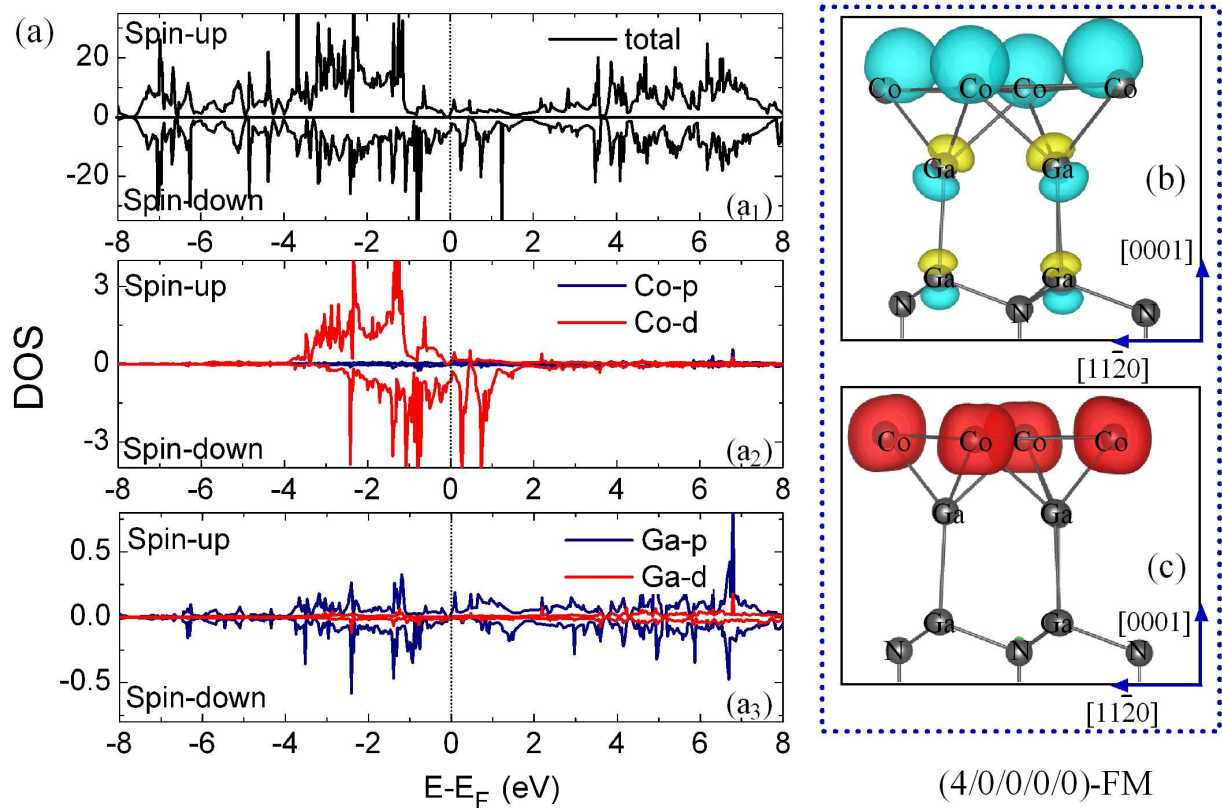 (a)
Spin-up
total
20
0
-20
Spin-down
(a1)
-8 -6 -4 -2 0 2 4 6 8
Spin-up
Co-p
Co-d
3
0
-3
Spin-down
(a2)
-8 -6 -4 -2 0 2 4 6 8
Spin-up
Ga-p
Ga-d
0.5
0.0
-0.5
Spin-down
(a3)
-8 -6 -4 -2 0 2 4 6 8
DOS
E-EF (eV)
Co Co Co Co
Ga Ga
(b)
[0001]
Ga Ga
N N N
[112̄0]
Co Co Co Co
Ga Ga
(c)
[0001]
Ga Ga
N N N
[112̄0]
(4/0/0/0/0)-FM